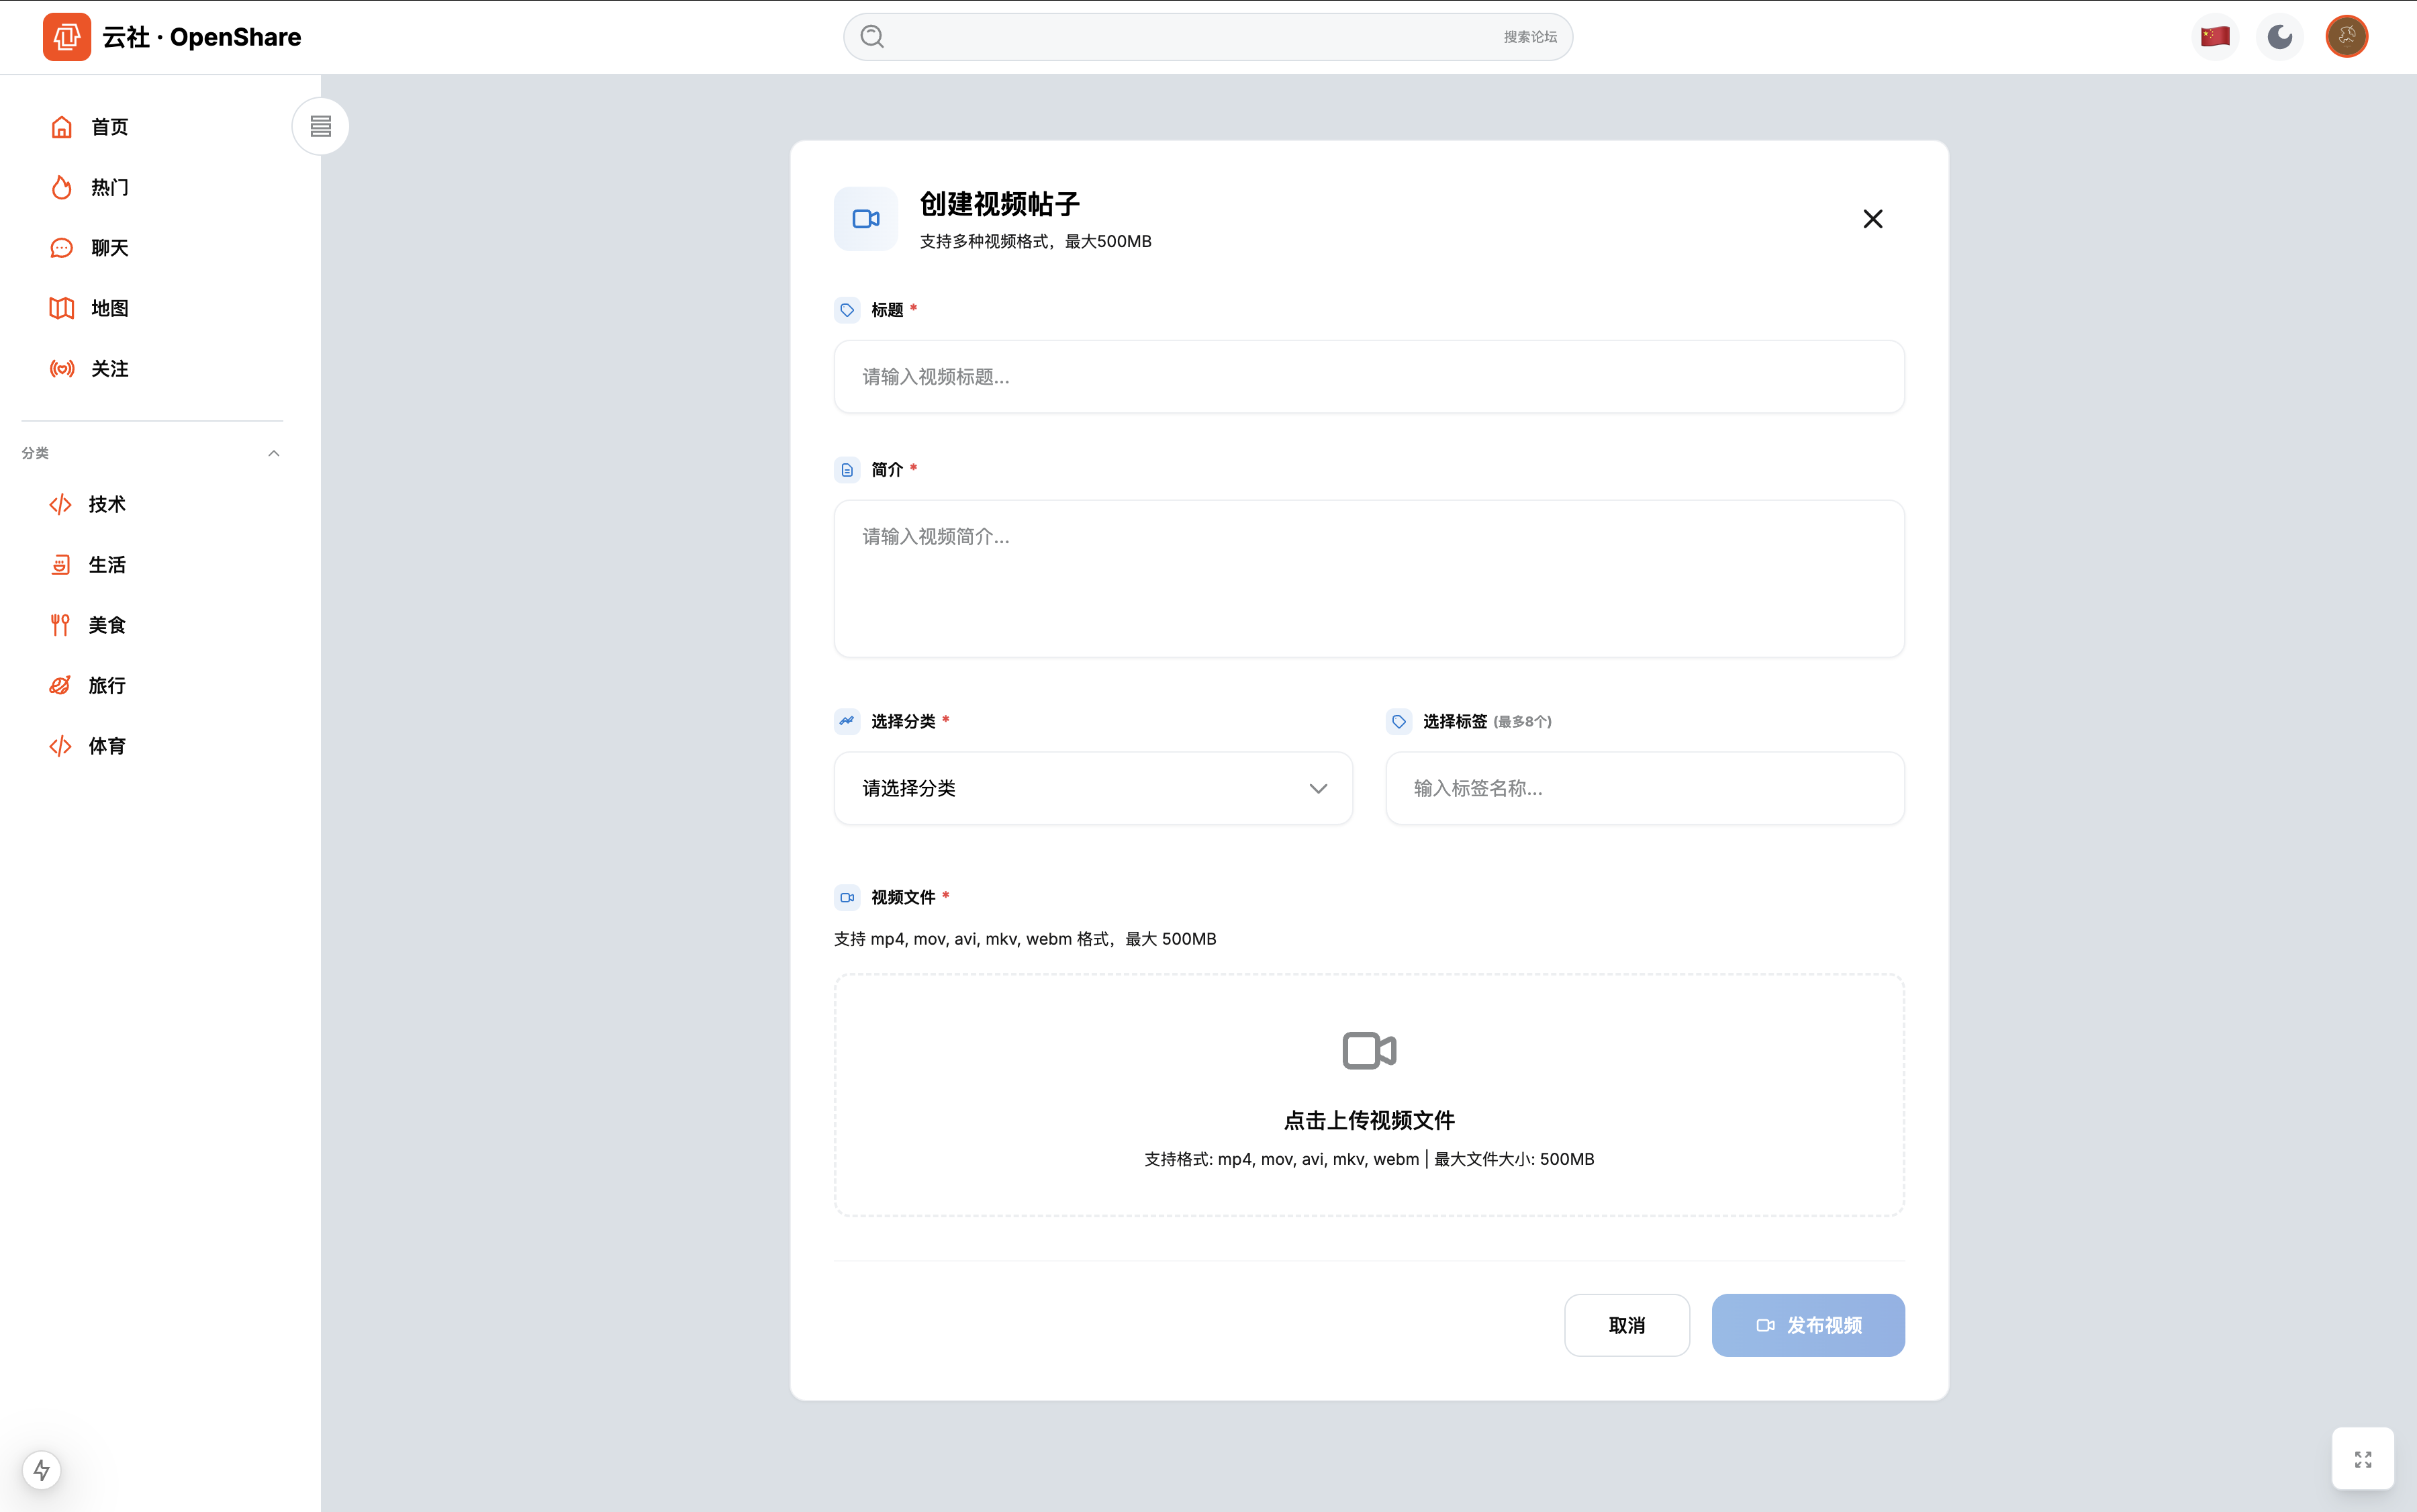 云社 · OpenShare
搜索论坛
首页
热门
聊天
地图
关注
分类
技术
生活
美食
旅行
体育
创建视频帖子
支持多种视频格式，最大500MB
标题 *
请输入视频标题...
简介 *
请输入视频简介...
选择分类 *
选择标签 (最多8个)
请选择分类
输入标签名称...
视频文件 *
支持 mp4, mov, avi, mkv, webm 格式，最大 500MB
点击上传视频文件
支持格式: mp4, mov, avi, mkv, webm | 最大文件大小: 500MB
取消
发布视频